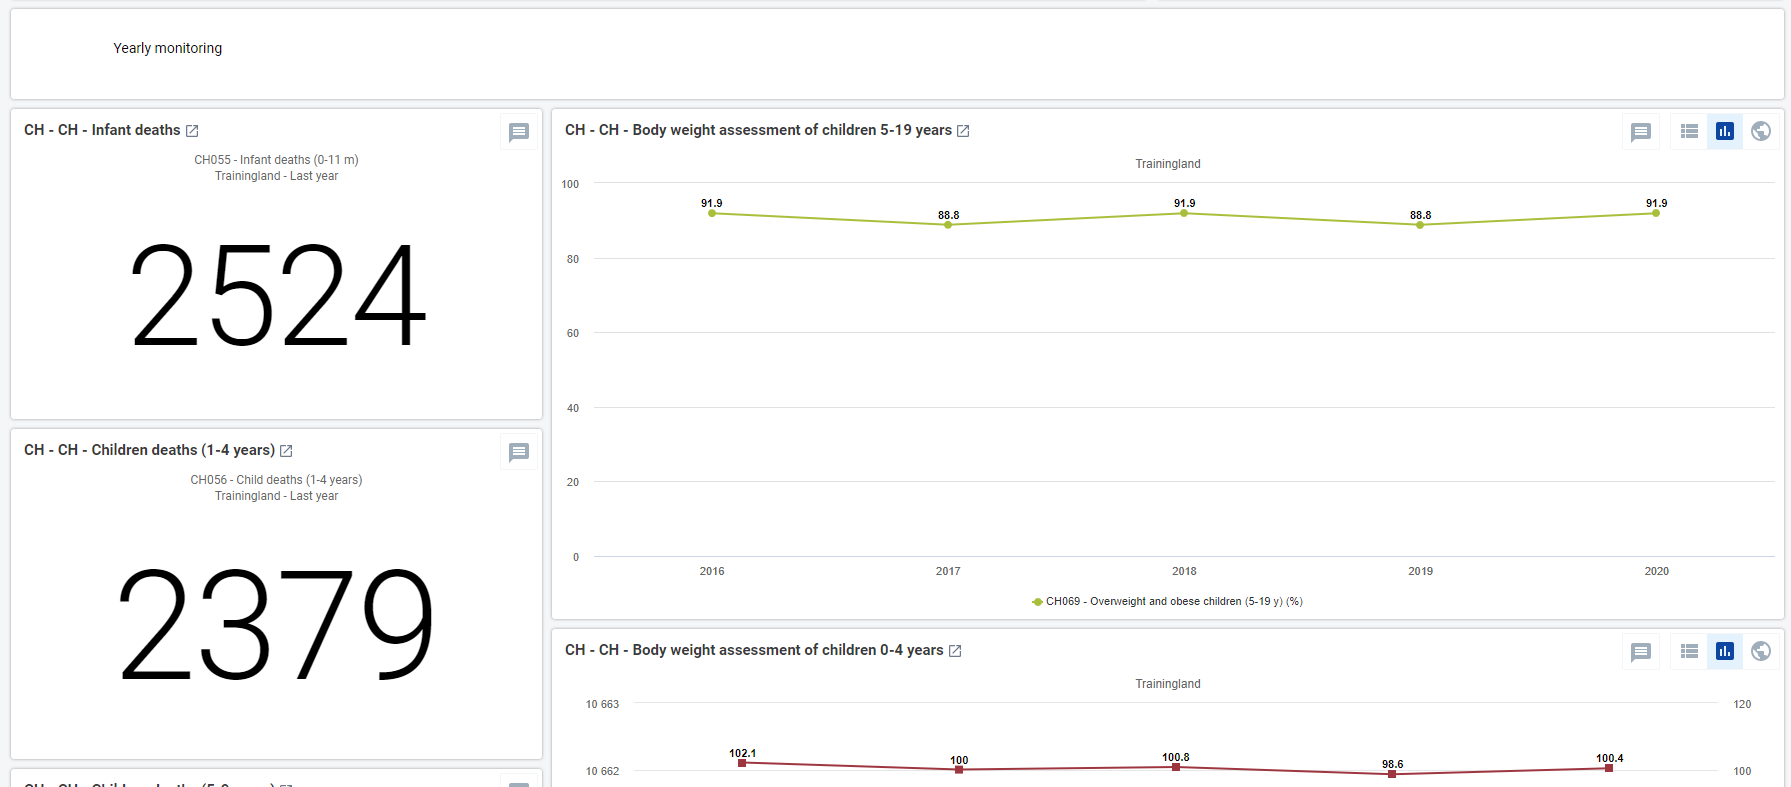 Yearly monitoring
CH - CH - Infant deaths
CH055 - Infant deaths (0-11 m)
Trainingland - Last year
2524
CH - CH - Children deaths (1-4 years)
CH056 - Child deaths (1-4 years)
Trainingland - Last year
2379
CH - CH - Body weight assessment of children 5-19 years
Trainingland
100
80
60
40
20
0
91.9
88.8
91.9
88.8
91.9
2016
2017
2018
2019
2020
CH069 - Overweight and obese children (5-19 y) (%)
CH - CH - Body weight assessment of children 0-4 years
Trainingland
10 663
120
102.1
100
100.8
98.6
100.4
10 662
100